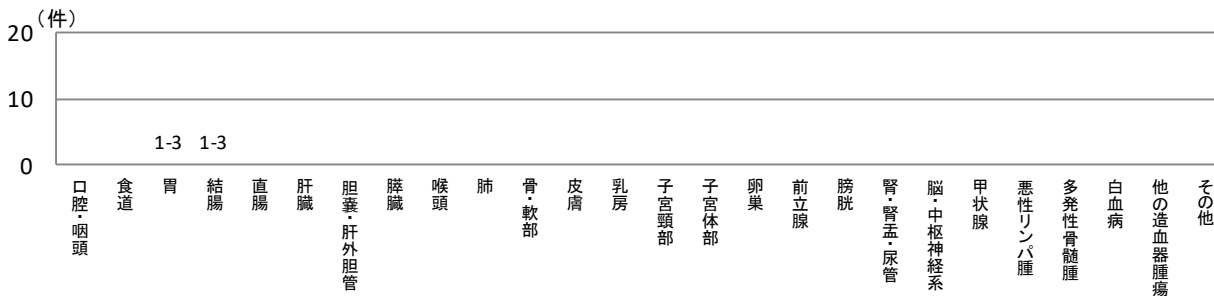 （件）
20
10
0
1-3
1-3
口腔・咽頭
食道
胃
結腸
直腸
肝臓
胆嚢・肝外胆管
膵臓
喉頭
肺
骨・軟部
皮膚
乳房
子宮頸部
子宮体部
卵巣
前立腺
膀胱
腎・腎盂・尿管
脳・中枢神経系
甲状腺
悪性リンパ腫
多発性骨髄腫
白血病
他の造血器腫瘍
その他